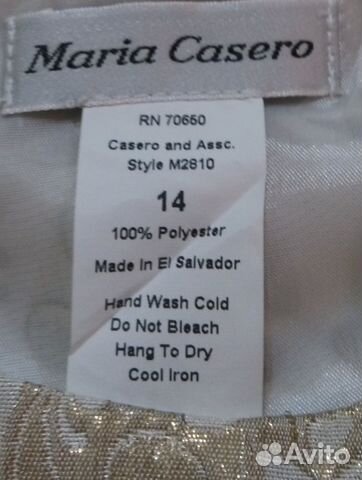 Maria Casero
RN 70650
Casero and Assc.
Style M2810
14
100% Polyester
Made In El Salvador
Hand Wash Cold
Do Not Bleach
Hang To Dry
Cool Iron
Avito